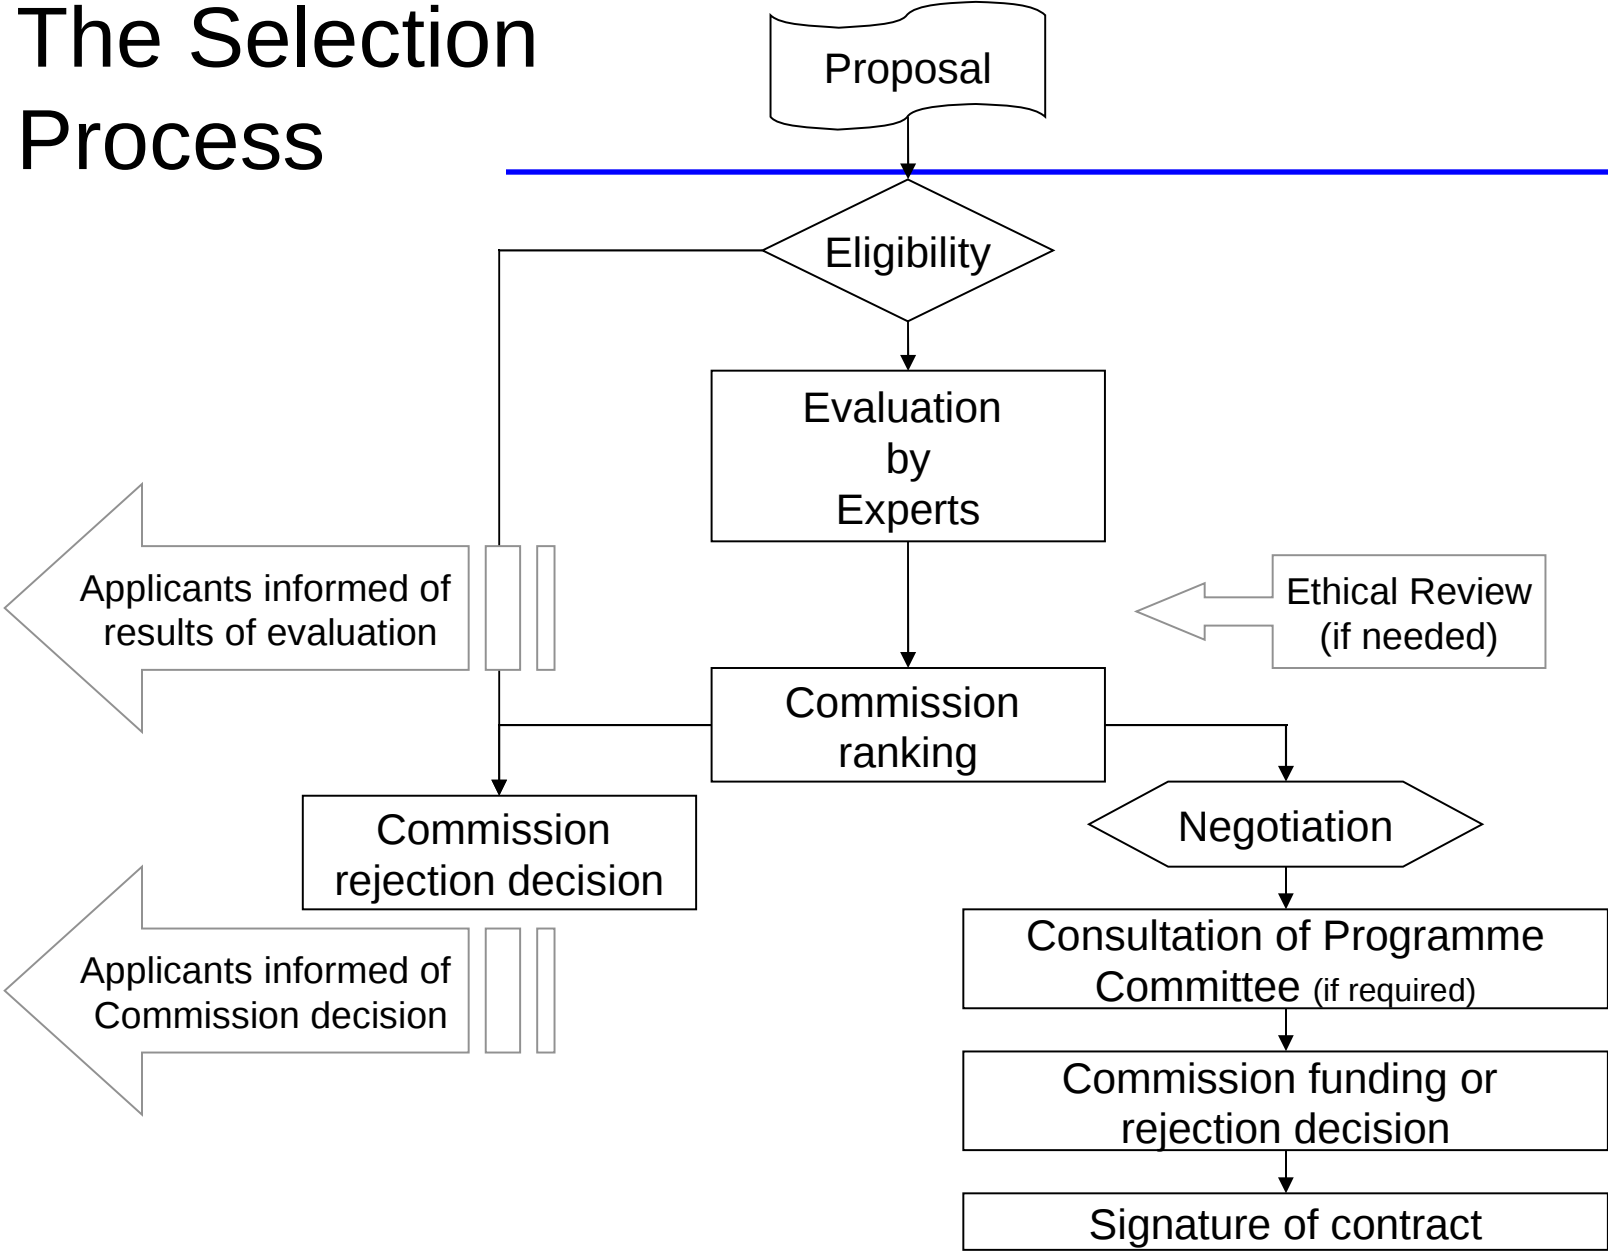 The Selection
Process
Proposal
Eligibility
Evaluation
by
Experts
Applicants informed of
results of evaluation
Ethical Review
(if needed)
Commission
ranking
Commission
rejection decision
Negotiation
Applicants informed of
Commission decision
Consultation of Programme
Committee (if required)
Commission funding or
rejection decision
Signature of contract